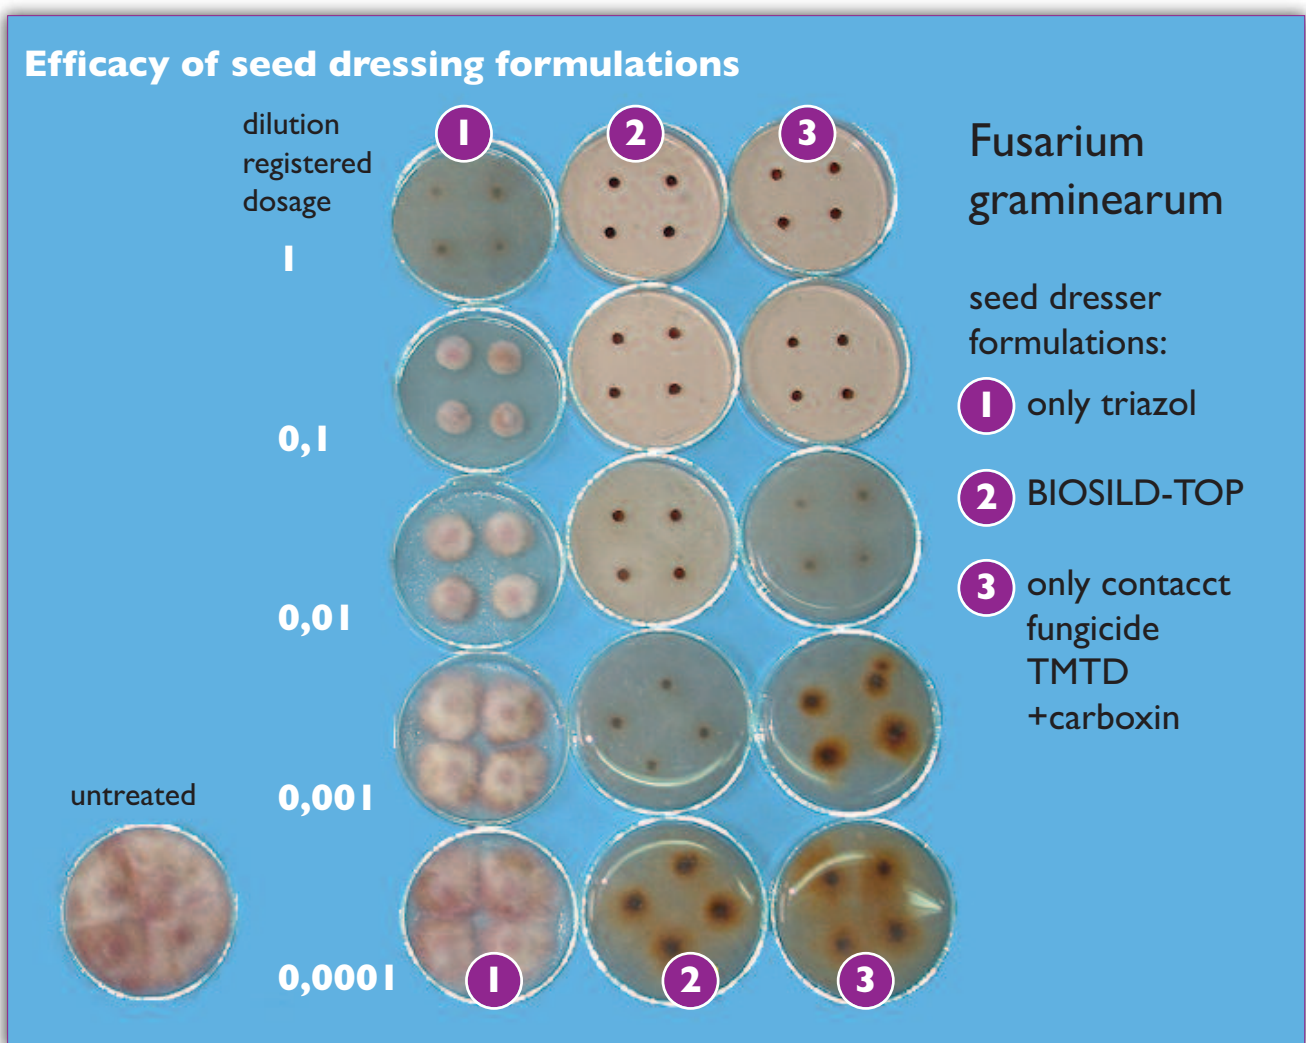 Efficacy of seed dressing formulations
dilution
registered
dosage
1
0,1
0,01
0,001
0,0001
untreated
1
2
3
1
2
3
Fusarium
graminearum
seed dresser
formulations:
1 only triazol
2 BIOSILD-TOP
3 only contacct
fungicide
TMTD
+carboxin